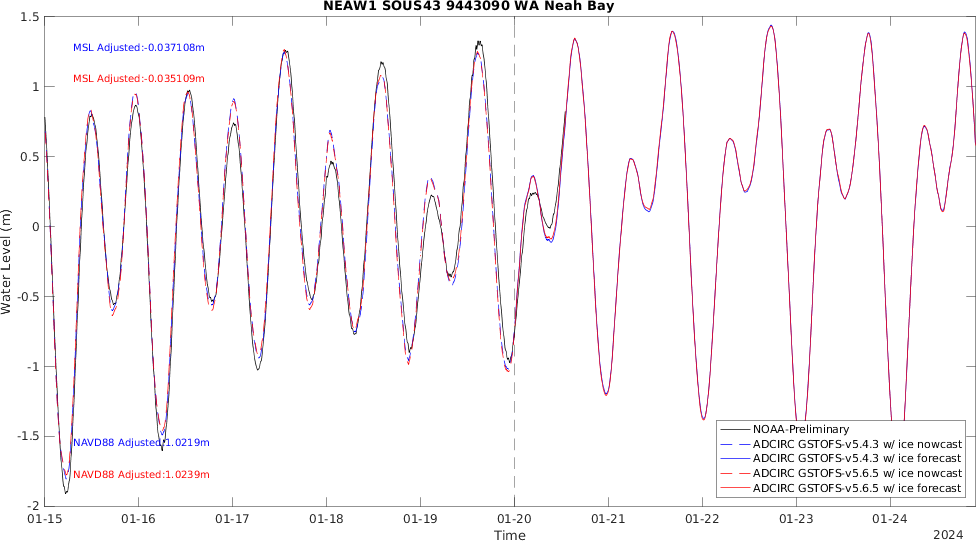 NEAW1 SOUS43 9443090 WA Neah Bay
MSL Adjusted:-0.037108m
MSL Adjusted:-0.035109m
NAVD88 Adjusted:1.0219m
NAVD88 Adjusted:1.0239m
Water Level (m)
1.5
1
0.5
0
-0.5
-1
-1.5
-2
NOAA-Preliminary
ADCIRC GSTOFS-v5.4.3 w/ ice nowcast
ADCIRC GSTOFS-v5.4.3 w/ ice forecast
ADCIRC GSTOFS-v5.6.5 w/ ice nowcast
ADCIRC GSTOFS-v5.6.5 w/ ice forecast
01-15 01-16 01-17 01-18 01-19 01-20 01-21 01-22 01-23 01-24
Time
2024